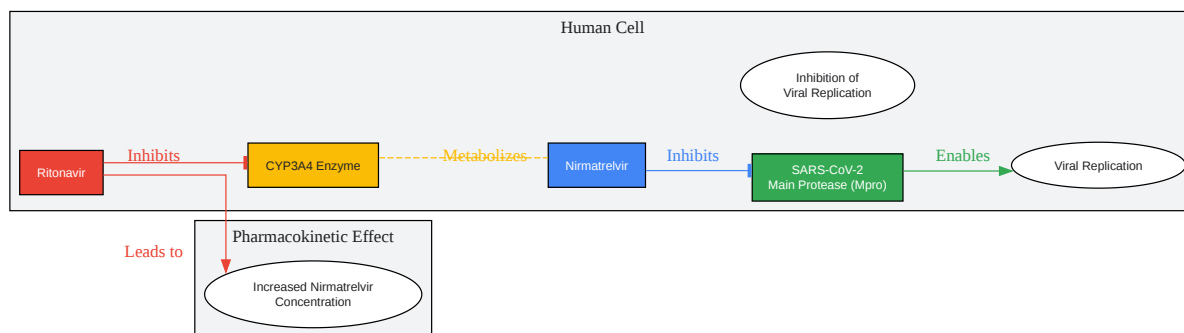 Human Cell
Inhibition of
Viral Replication
Ritonavir
Inhibits
CYP3A4 Enzyme
Metabolizes
Nirmatrelvir
Inhibits
SARS-CoV-2
Main Protease (Mpro)
Enables
Viral Replication
Leads to
Pharmacokinetic Effect
Increased Nirmatrelvir
Concentration